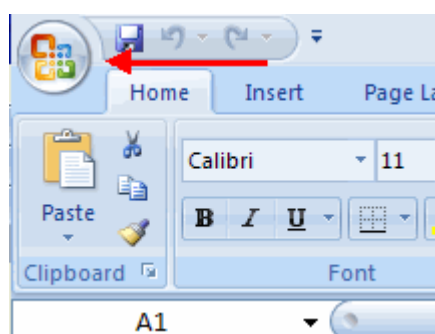 Home Insert Page La
Calibri 11
Paste
B I U
Clipboard Font
A1